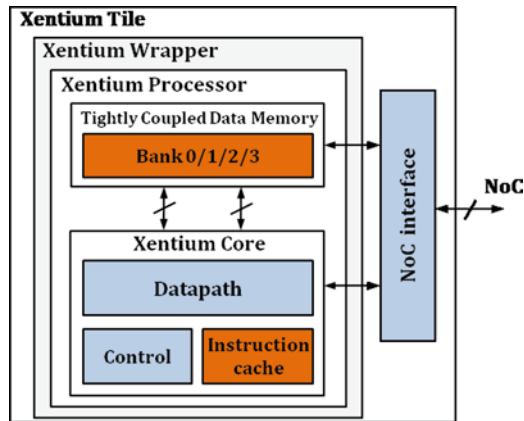 Xentium Tile
Xentium Wrapper
Xentium Processor
Tightly Coupled Data Memory
Bank 0/1/2/3
Xentium Core
Datapath
Control
Instruction
cache
NoC interface
NoC